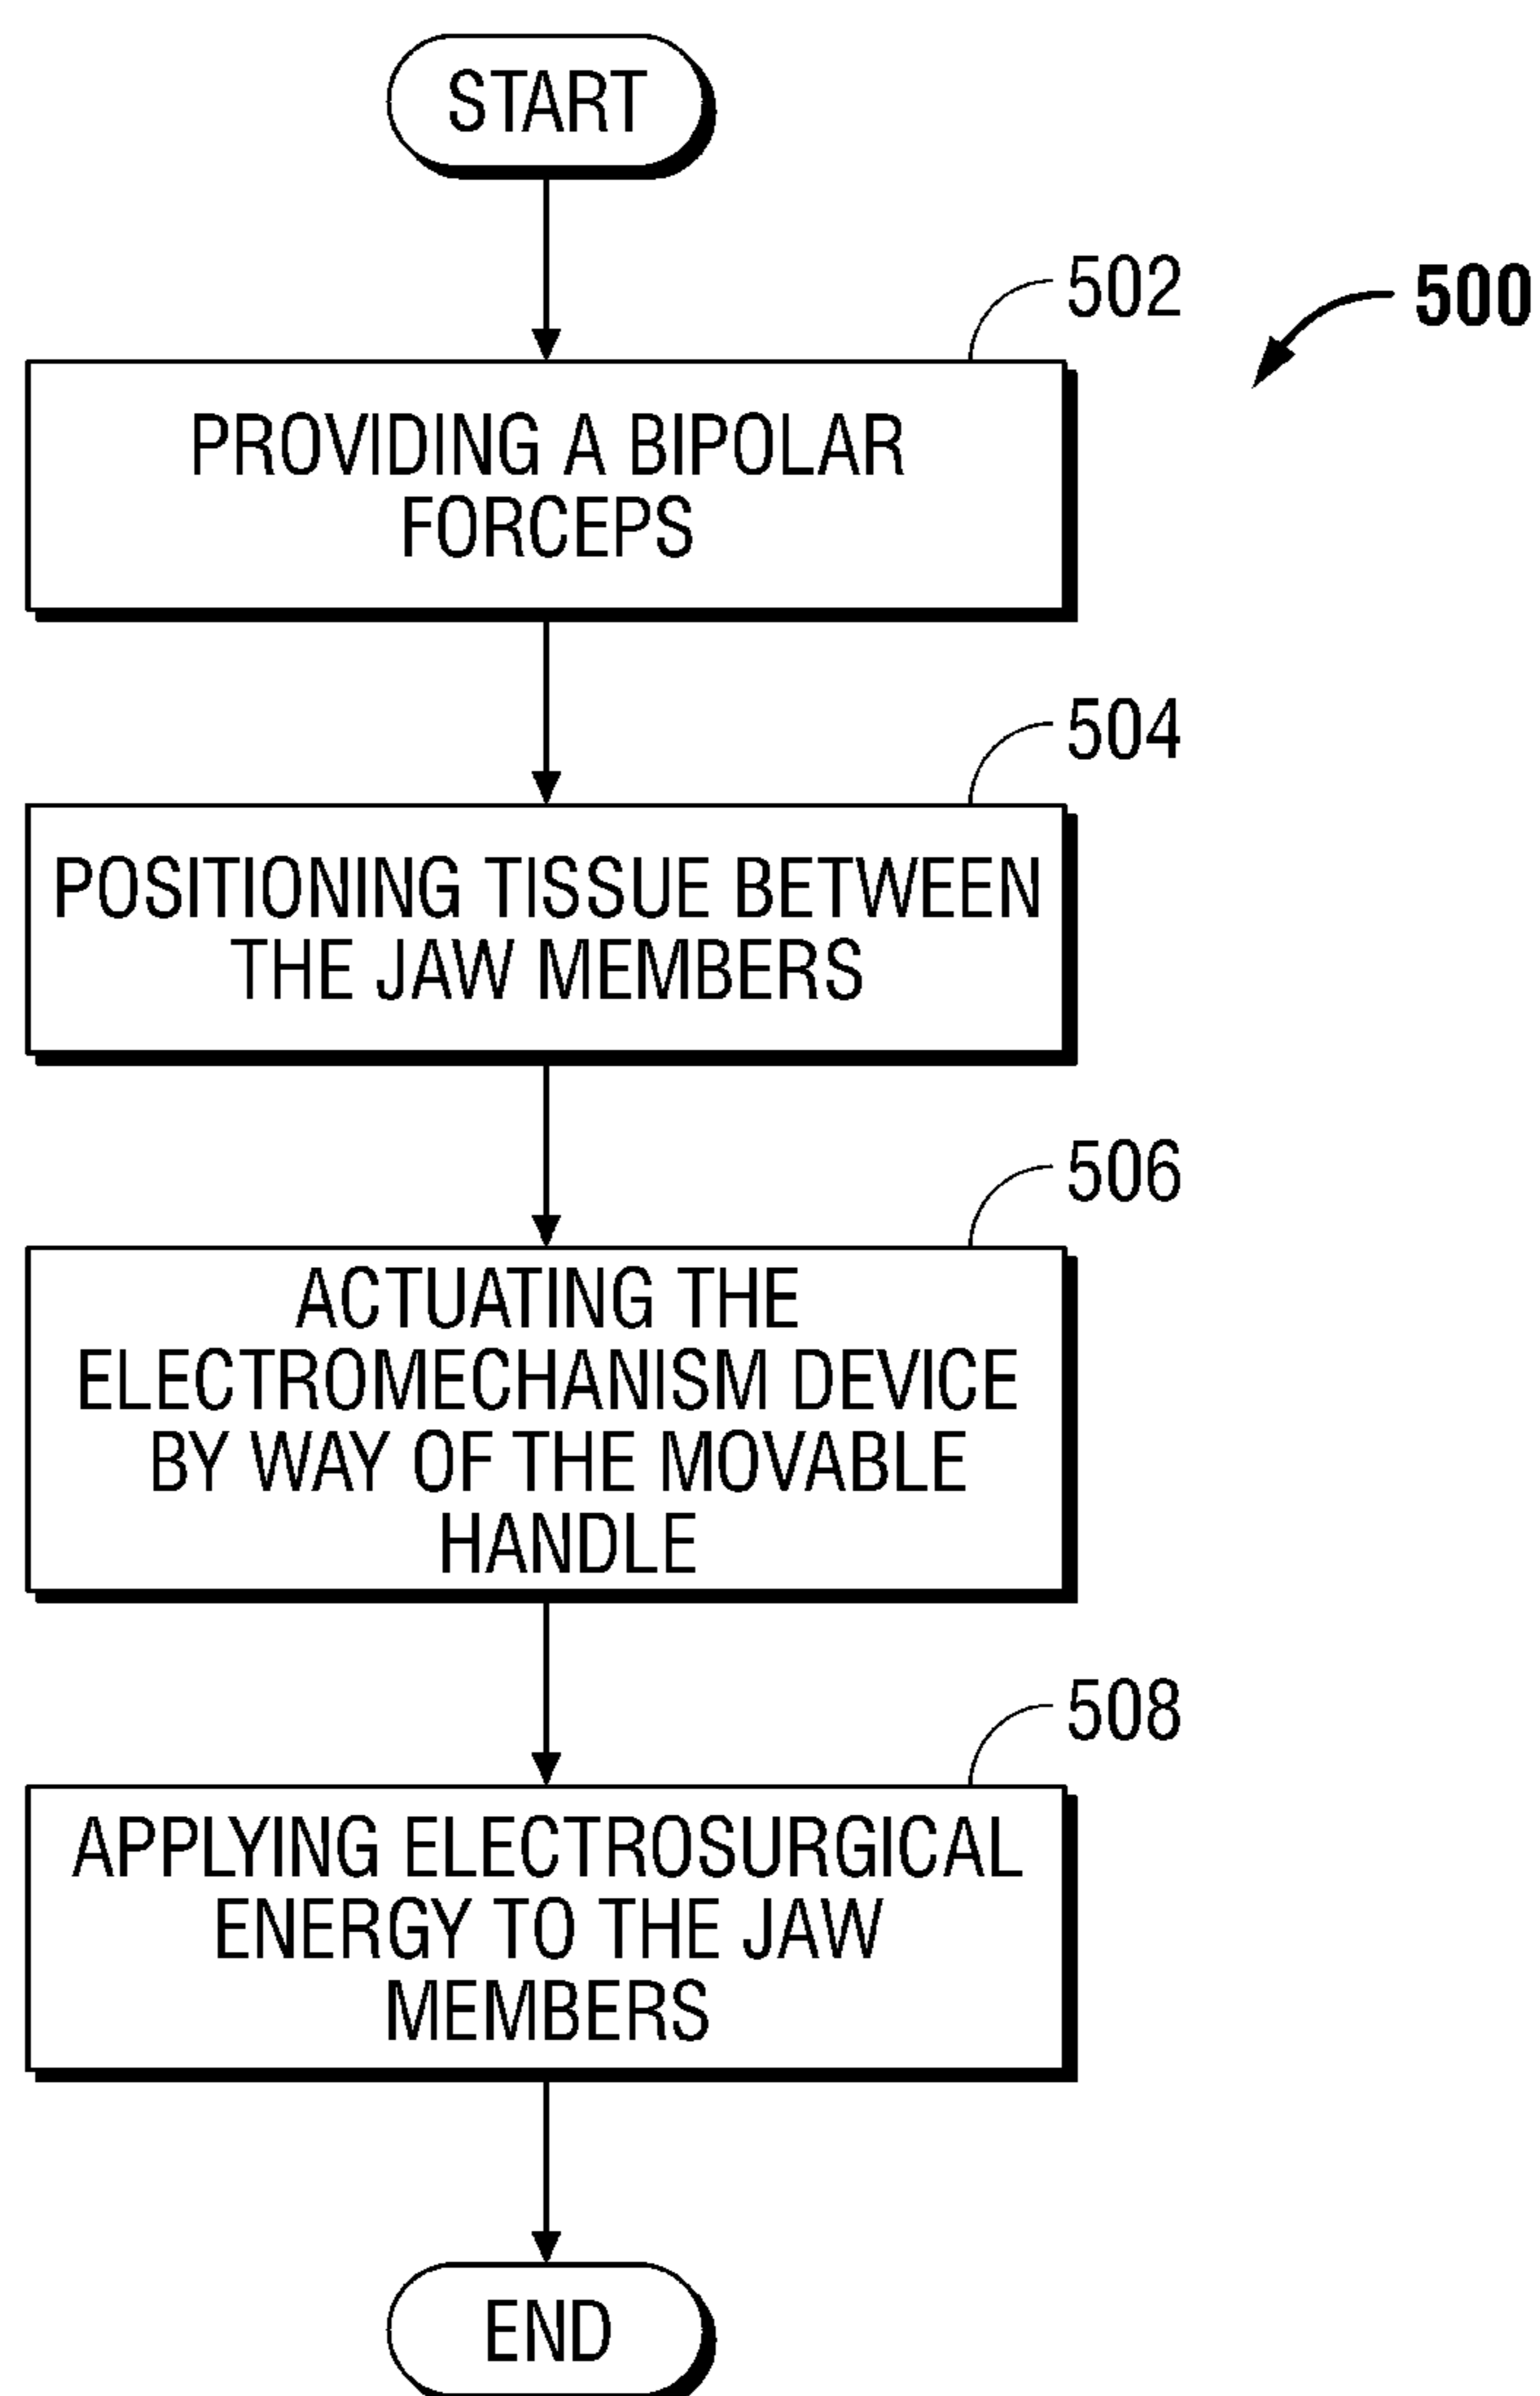 START
502
500
PROVIDING A BIPOLAR
FORCEPS
504
POSITIONING TISSUE BETWEEN
THE JAW MEMBERS
506
ACTUATING THE
ELECTROMECHANISM DEVICE
BY WAY OF THE MOVABLE
HANDLE
508
APPLYING ELECTROSURGICAL
ENERGY TO THE JAW
MEMBERS
END